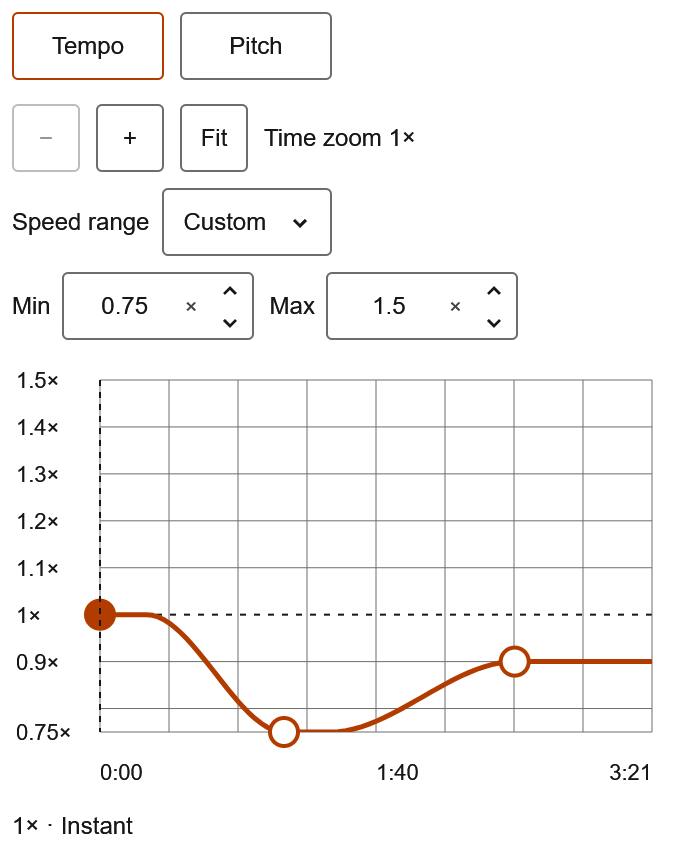 Tempo Pitch
− + Fit Time zoom 1×
Speed range Custom
Min 0.75 × Max 1.5 ×
1.5×
1.4×
1.3×
1.2×
1.1×
1×
0.9×
0.75×
0:00 1:40 3:21
1× · Instant